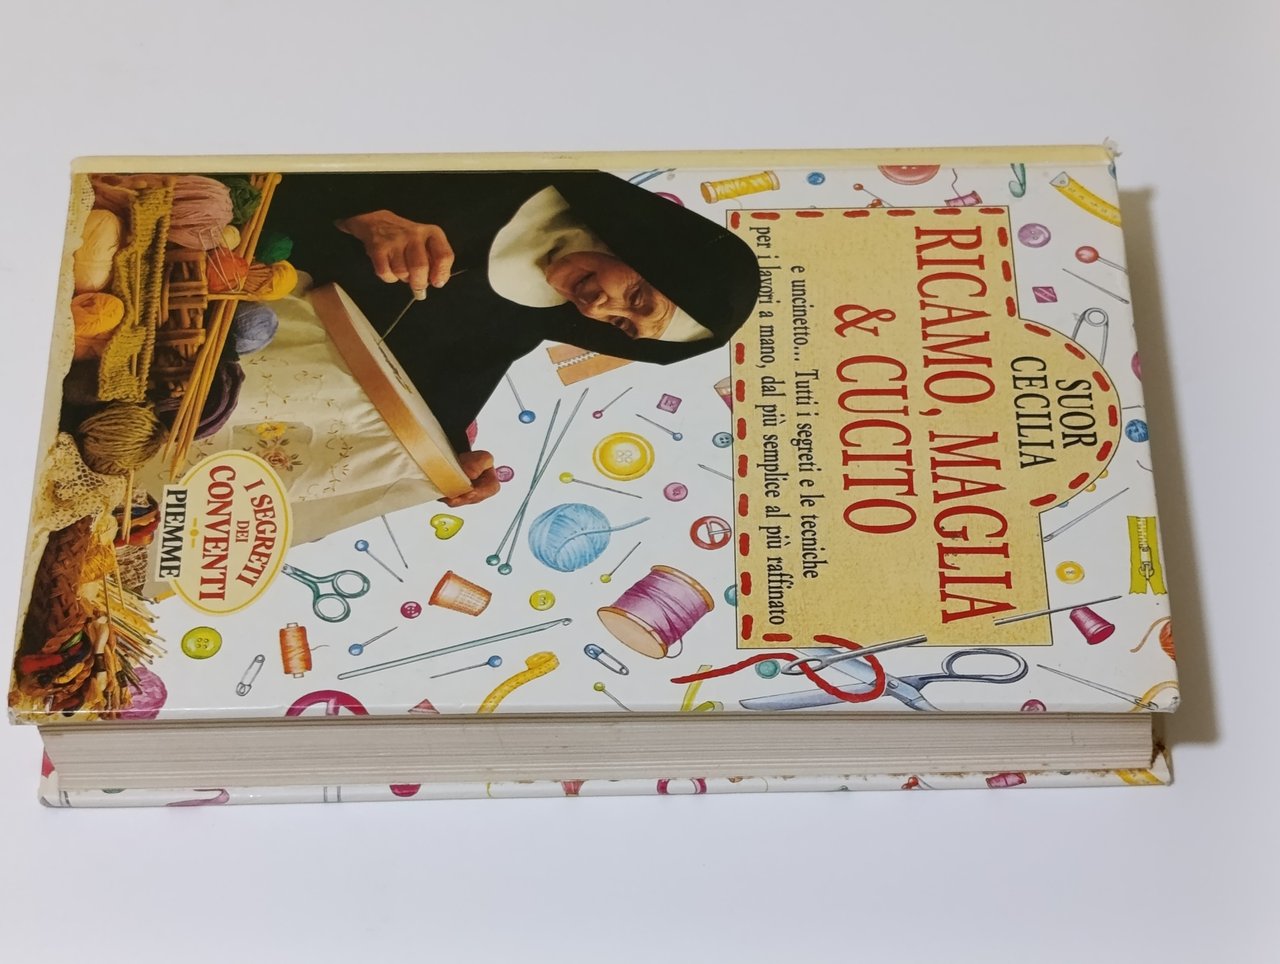 SUOR
CECILIA
RICAMO, MAGLIA
& CUCITO
e uncinetto... Tutti i segreti e le tecniche
per i lavori a mano, dal più semplice al più raffinato
I SEGRETI
DEI
CONVENTI
PIEMME